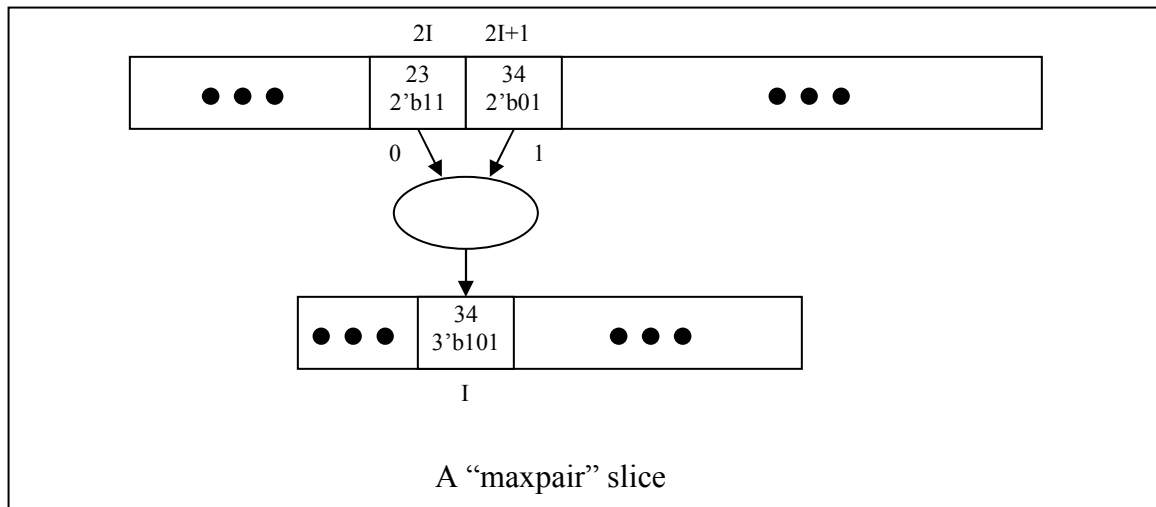 2I 2I+1
23 34
2’b11 2’b01
0 1
34
3’b101
I
A “maxpair” slice